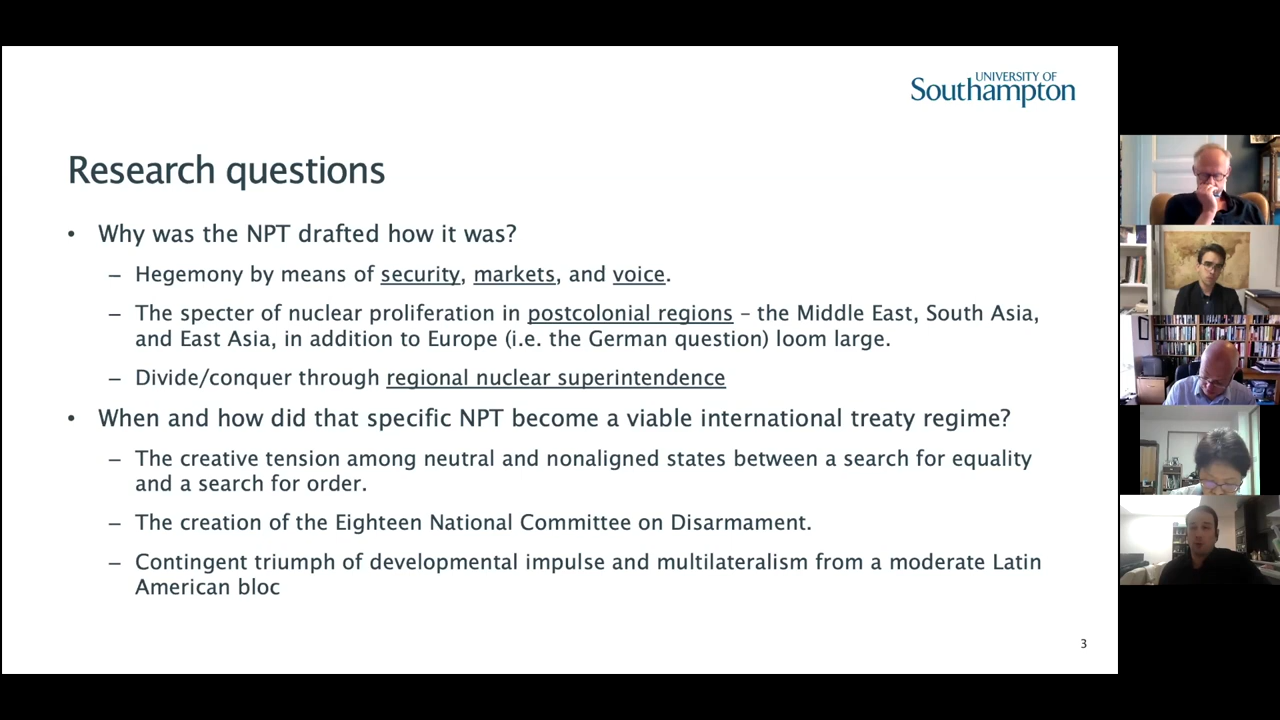 UNIVERSITY OF
Southampton
Research questions
• Why was the NPT drafted how it was?
– Hegemony by means of security, markets, and voice.
– The specter of nuclear proliferation in postcolonial regions – the Middle East, South Asia,
and East Asia, in addition to Europe (i.e. the German question) loom large.
– Divide/conquer through regional nuclear superintendence
• When and how did that specific NPT become a viable international treaty regime?
– The creative tension among neutral and nonaligned states between a search for equality
and a search for order.
– The creation of the Eighteen National Committee on Disarmament.
– Contingent triumph of developmental impulse and multilateralism from a moderate Latin
American bloc
3